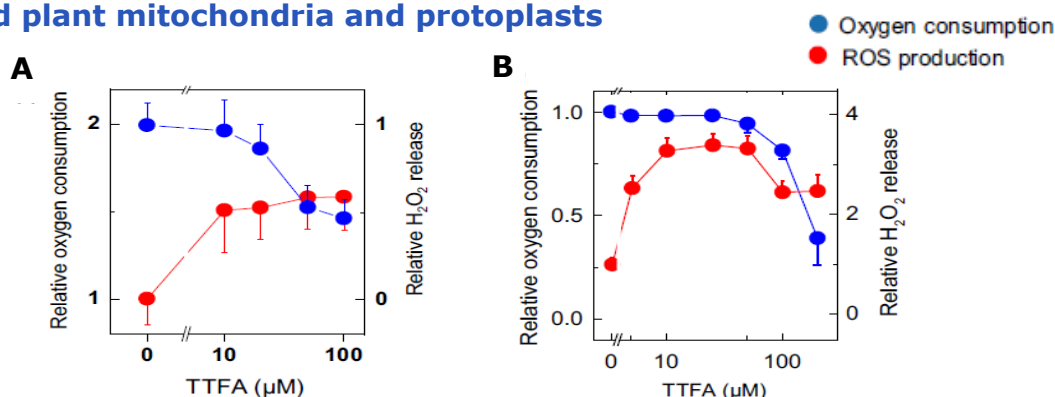 d plant mitochondria and protoplasts
Oxygen consumption
ROS production
A
B
Relative oxygen consumption
2
1
1
0
Relative H₂O₂ release
0
10
100
TTFA (µM)
Relative oxygen consumption
1.0
0.5
0.0
4
2
0
Relative H₂O₂ release
0
10
100
TTFA (µM)